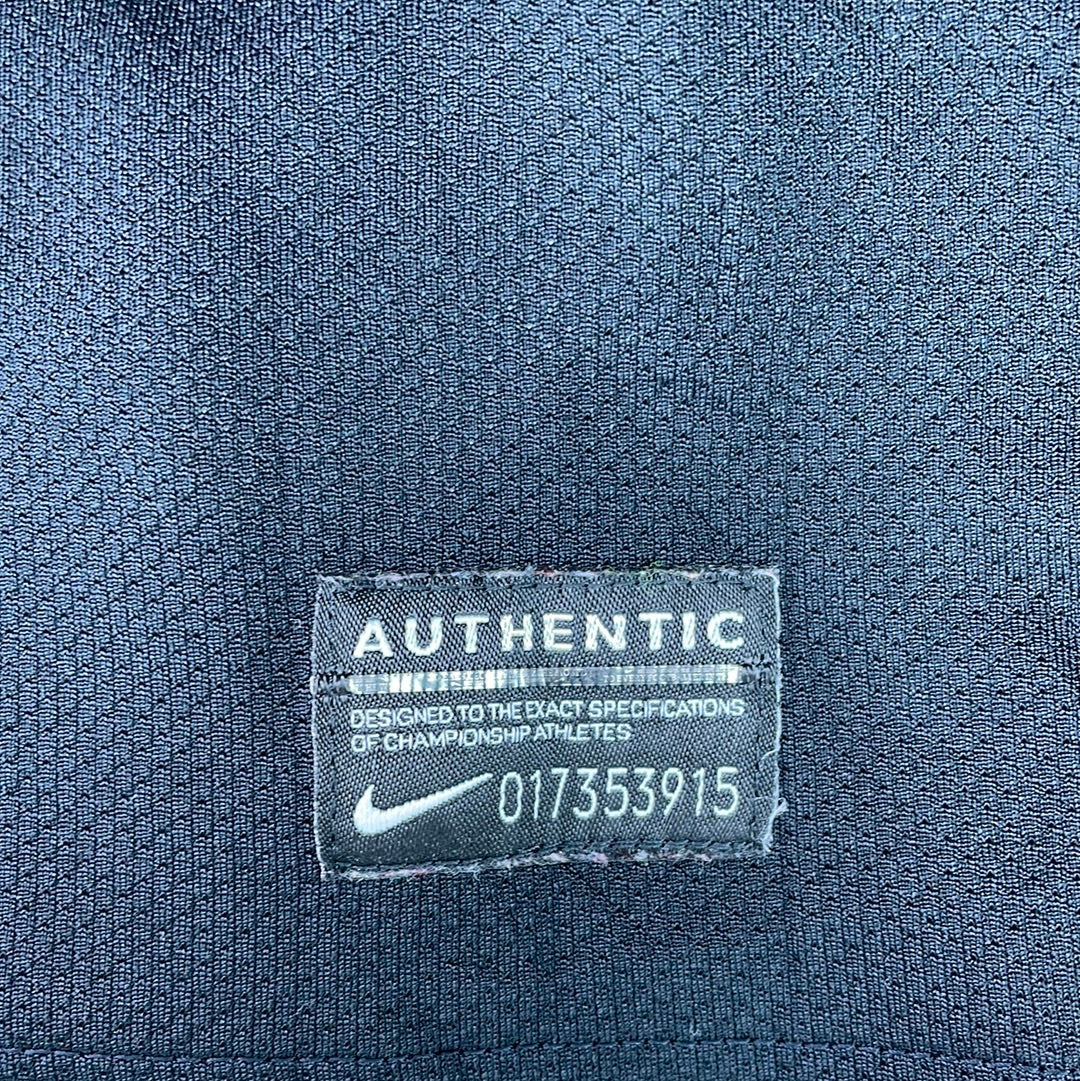 AUTHENTIC
DESIGNED TO THE EXACT SPECIFICATIONS
OF CHAMPIONSHIP ATHLETES
017353915